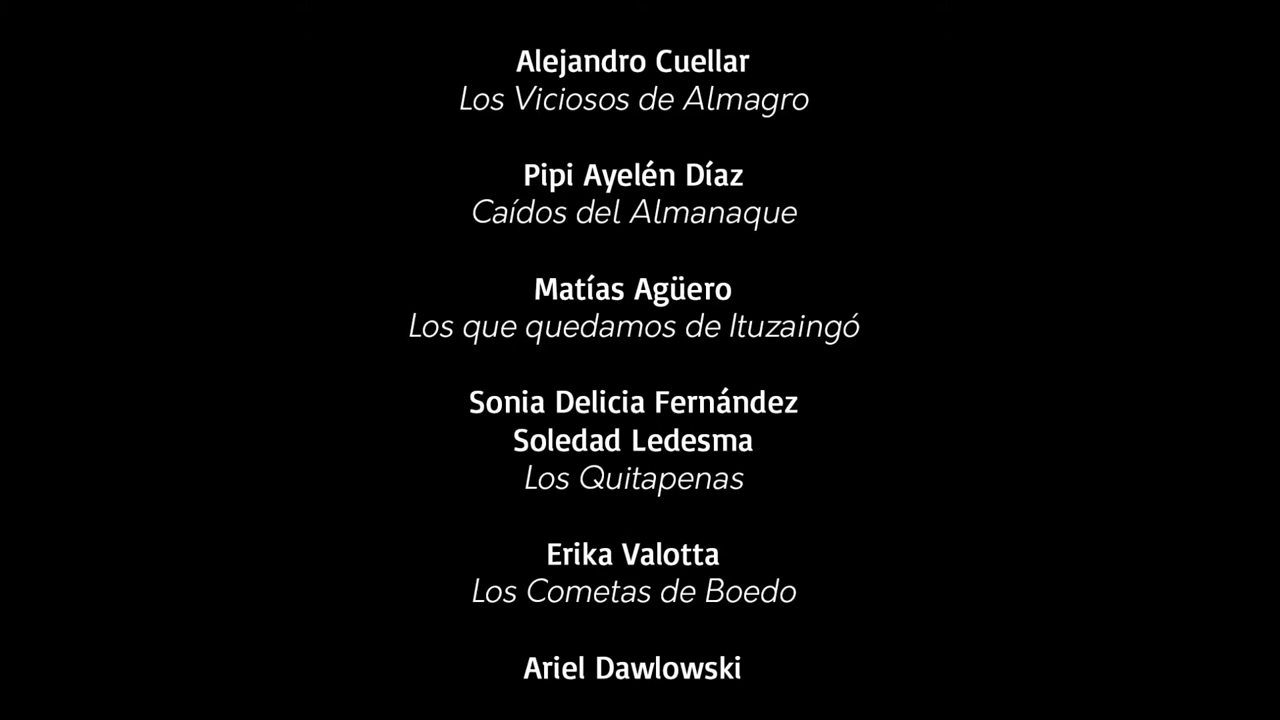 Alejandro Cuellar
Los Viciosos de Almagro
Pipi Ayelén Díaz
Caídos del Almanaque
Matías Agüero
Los que quedamos de Ituzaingó
Sonia Delicia Fernández
Soledad Ledesma
Los Quitapenas
Erika Valotta
Los Cometas de Boedo
Ariel Dawlowski